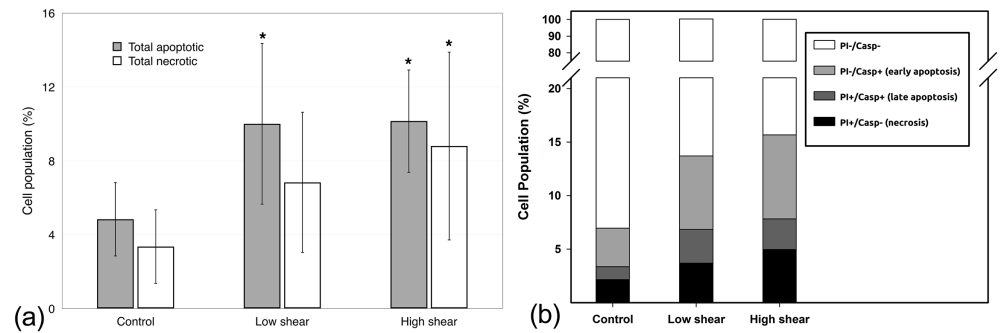 16
12
8
4
0
Cell population (%)
Total apoptotic
Total necrotic
*
*
*
Control
Low shear
High shear
(a)
100
90
80
20
15
10
5
Cell Population (%)
PI-/Casp-
PI-/Casp+ (early apoptosis)
PI+/Casp+ (late apoptosis)
PI+/Casp- (necrosis)
Control
Low shear
High shear
(b)